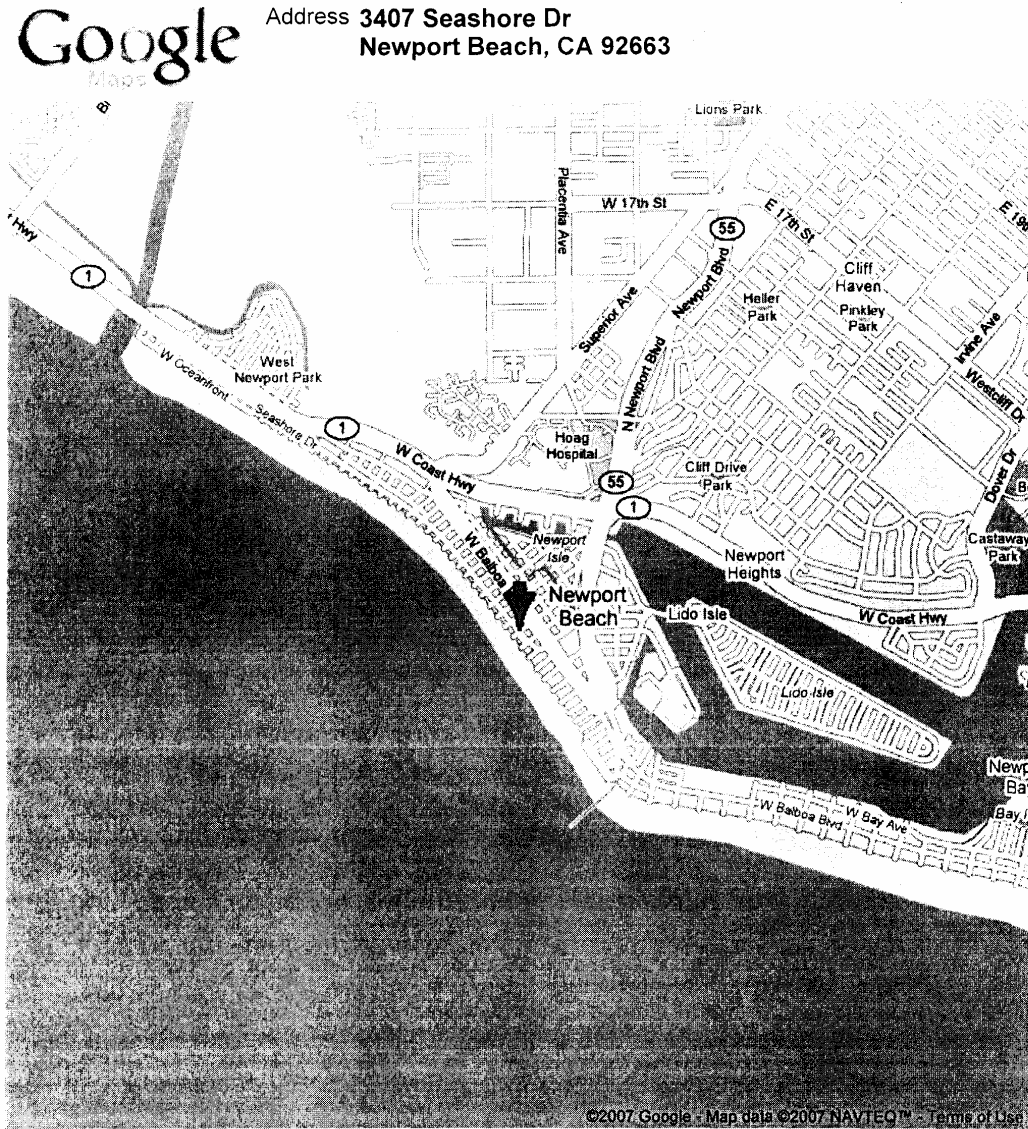 Google
Maps
Address 3407 Seashore Dr
Newport Beach, CA 92663
Lions Park
Placentia Ave
W 17th St
55
E 17th St
Hwy
1
Newport Blvd
Cliff
Haven
Heller
Park
Pinkley
Park
Superior Ave
Irvine Ave
N Newport Blvd
West
Newport Park
W Oceanfront
Westcliff Dr
Seashore Dr
1
W Coast Hwy
Hoag
Hospital
Cliff Drive
Park
Dover Dr
55
1
W Balboa
Newport
Isle
Newport
Heights
Castaway
Park
Newport
Beach
Lido Isle
W Coast Hwy
Lido Isle
Newp
Ba
W Balboa Blvd
W Bay Ave
Bay
©2007 Google - Map data ©2007 NAVTEQ™ - Terms of Use